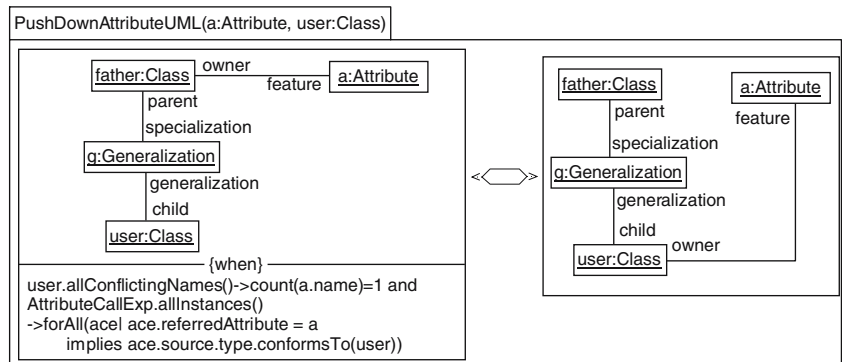 PushDownAttributeUML(a:Attribute, user:Class)
father:Class
owner
feature
a:Attribute
parent
specialization
g:Generalization
generalization
child
user:Class
{when}
user.allConflictingNames()->count(a.name)=1 and
AttributeCallExp.allInstances()
->forAll(ace| ace.referredAttribute = a
implies ace.source.type.conformsTo(user))
father:Class
a:Attribute
parent
feature
specialization
g:Generalization
generalization
child
owner
user:Class